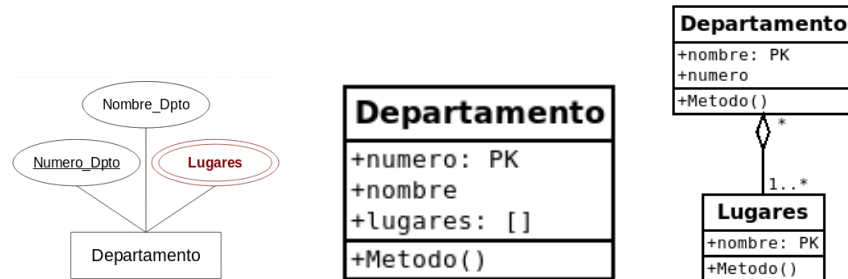 Nombre_Dpto
Numero_Dpto
Lugares
Departamento
Departamento
+numero: PK
+nombre
+lugares: []
+Metodo()
Departamento
+nombre: PK
+numero
+Metodo()
*
1..*
Lugares
+nombre: PK
+Metodo()